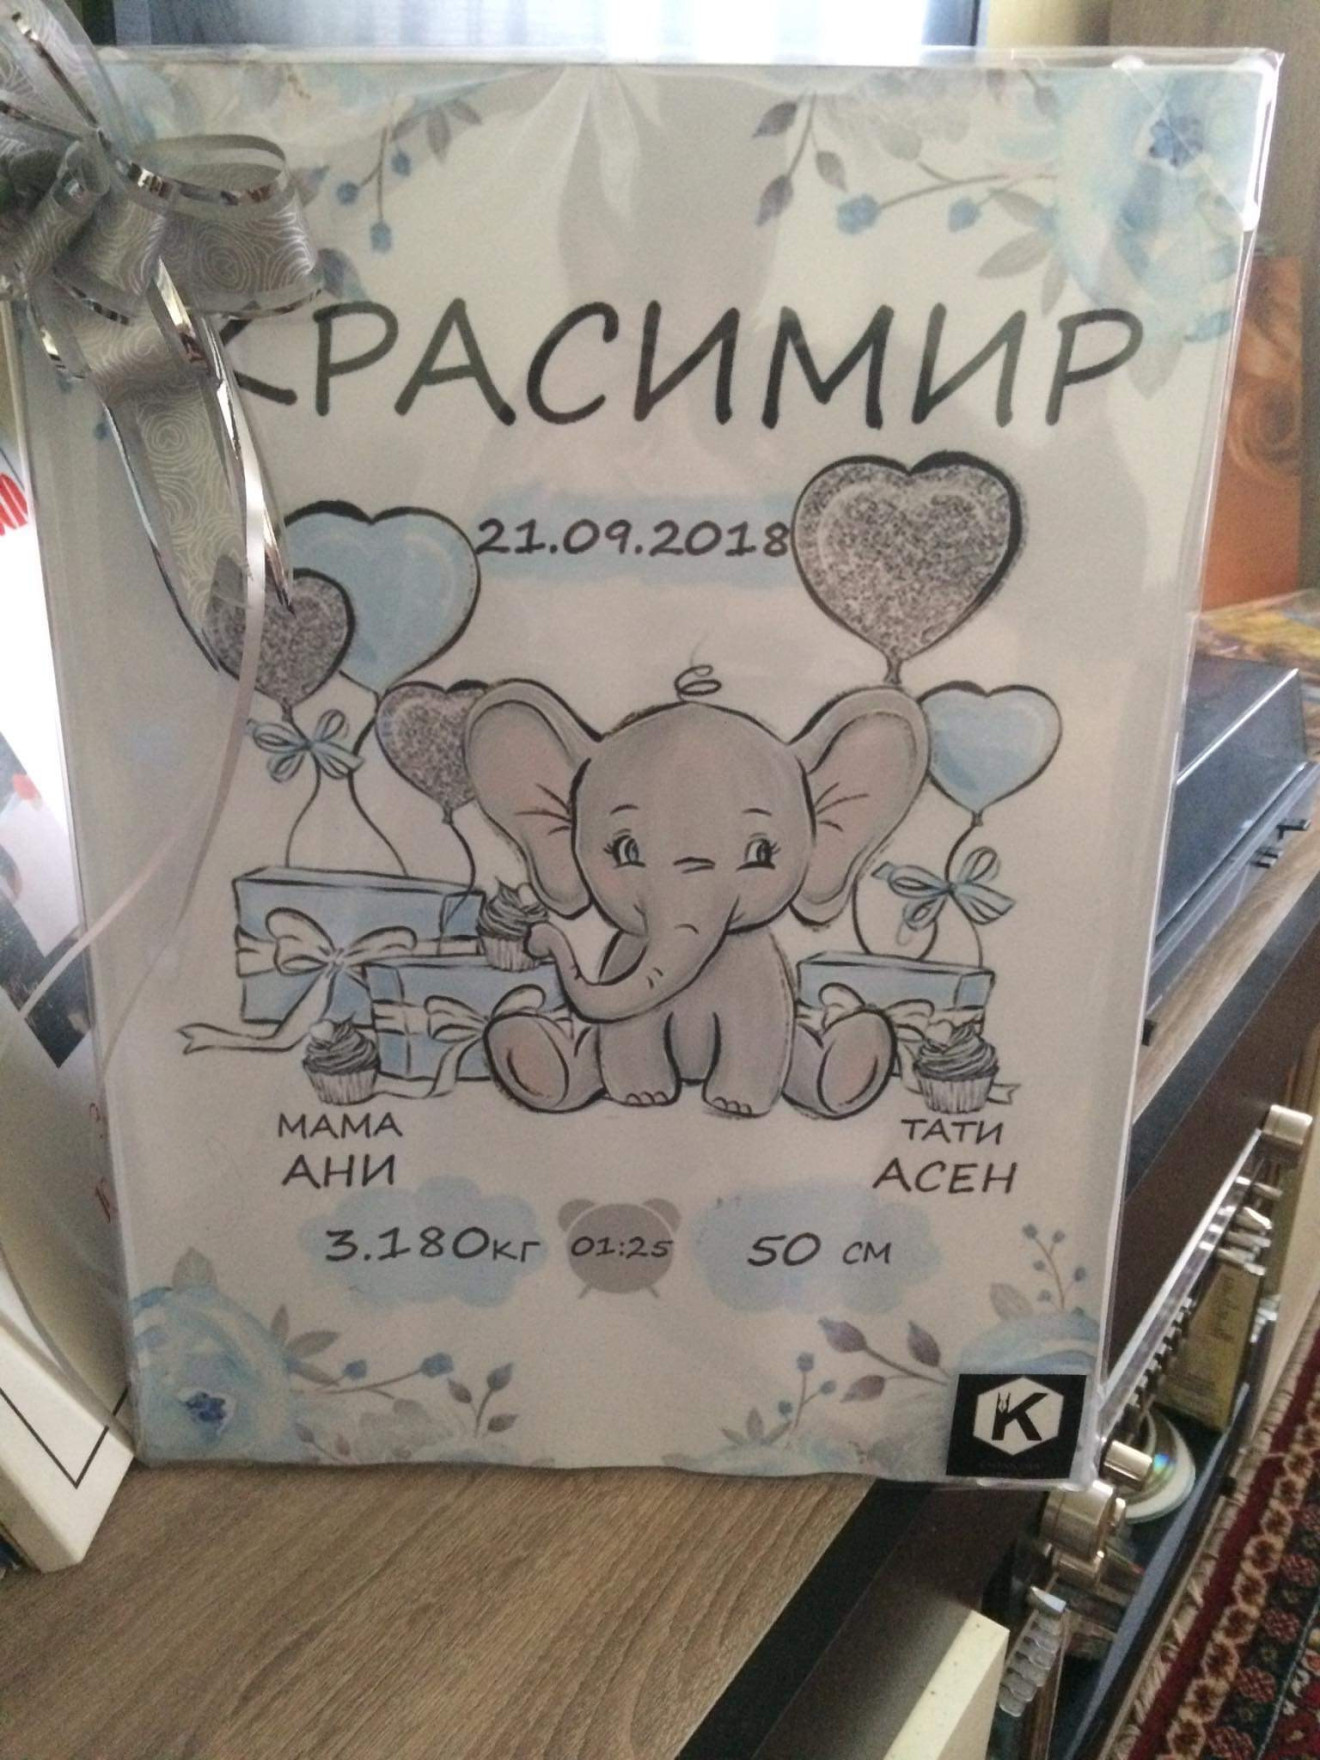 КРАСИМИР
21.09.2018
МАМА
АНИ
ТАТИ
АСЕН
3.180кг
01:25
50 см
K